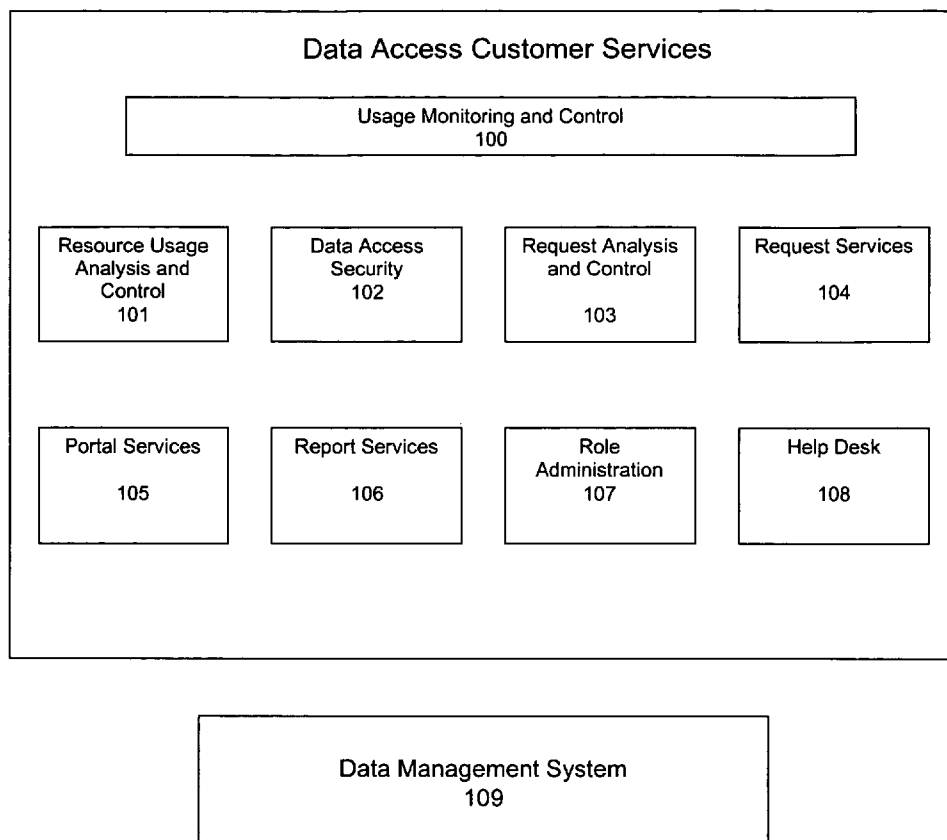 Data Access Customer Services
Usage Monitoring and Control
100
Resource Usage
Analysis and
Control
101
Data Access
Security
102
Request Analysis
and Control
103
Request Services
104
Portal Services
105
Report Services
106
Role
Administration
107
Help Desk
108
Data Management System
109